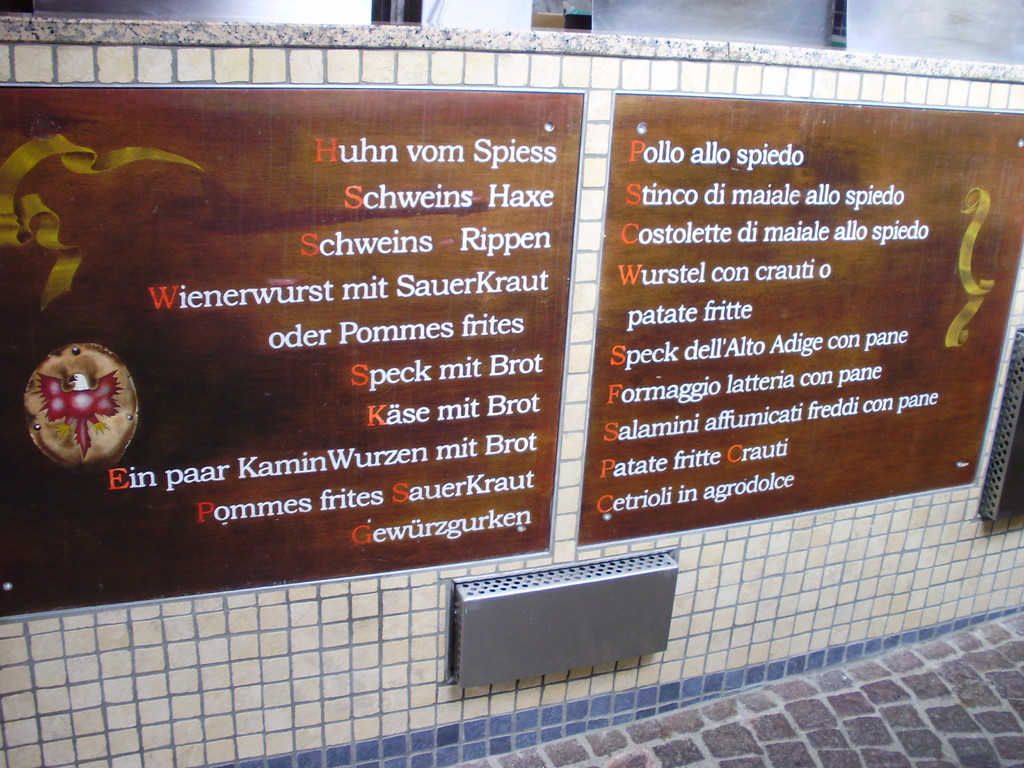 Huhn vom Spiess
Schweins Haxe
Schweins - Rippen
Wienerwurst mit SauerKraut
oder Pommes frites
Speck mit Brot
Käse mit Brot
Ein paar KaminWurzen mit Brot
Pommes frites SauerKraut
Gewürzgurken
Pollo allo spiedo
Stinco di maiale allo spiedo
Costolette di maiale allo spiedo
Wurstel con crauti o
patate fritte
Speck dell'Alto Adige con pane
Formaggio latteria con pane
Salamini affumicati freddi con pane
Patate fritte Crauti
Cetrioli in agrodolce